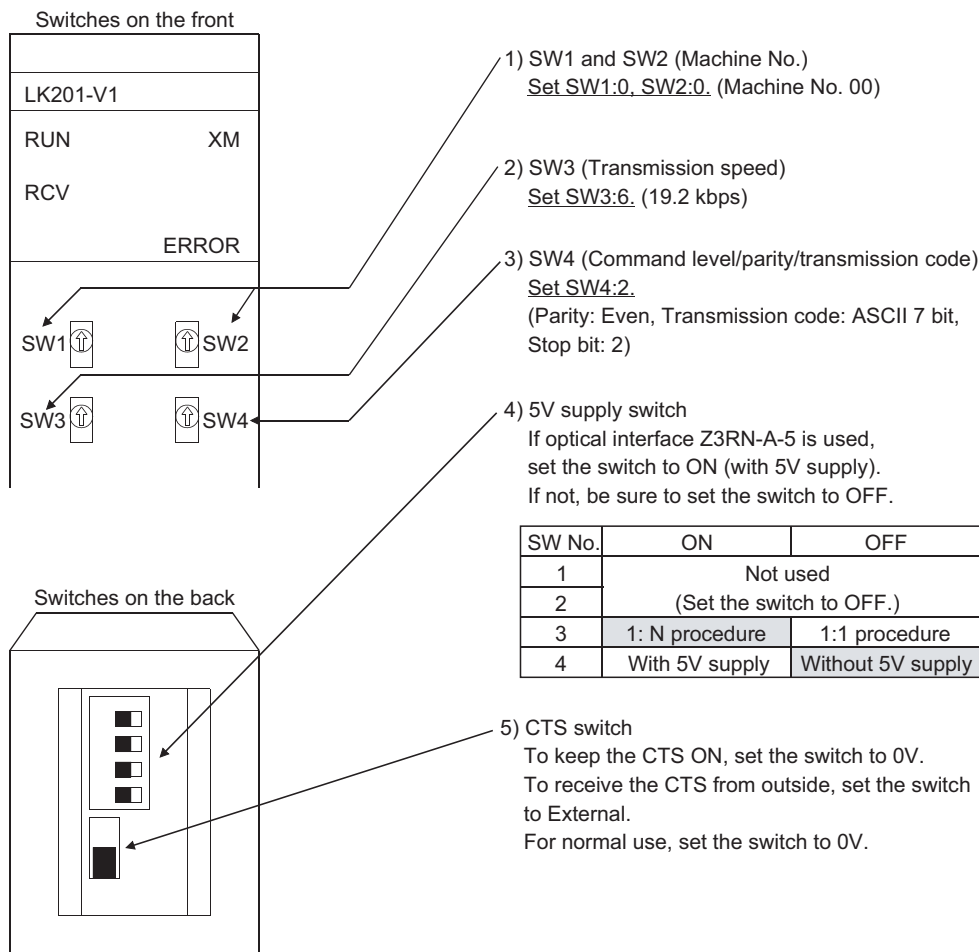 Switches on the front
LK201-V1
RUN XM
RCV
ERROR
SW1 SW2
SW3 SW4
1) SW1 and SW2 (Machine No.)
Set SW1:0, SW2:0. (Machine No. 00)
2) SW3 (Transmission speed)
Set SW3:6. (19.2 kbps)
3) SW4 (Command level/parity/transmission code)
Set SW4:2.
(Parity: Even, Transmission code: ASCII 7 bit,
Stop bit: 2)
4) 5V supply switch
If optical interface Z3RN-A-5 is used,
set the switch to ON (with 5V supply).
If not, be sure to set the switch to OFF.
SW No. ON OFF
1 Not used
2 (Set the switch to OFF.)
3 1: N procedure 1:1 procedure
4 With 5V supply Without 5V supply
Switches on the back
5) CTS switch
To keep the CTS ON, set the switch to 0V.
To receive the CTS from outside, set the switch
to External.
For normal use, set the switch to 0V.